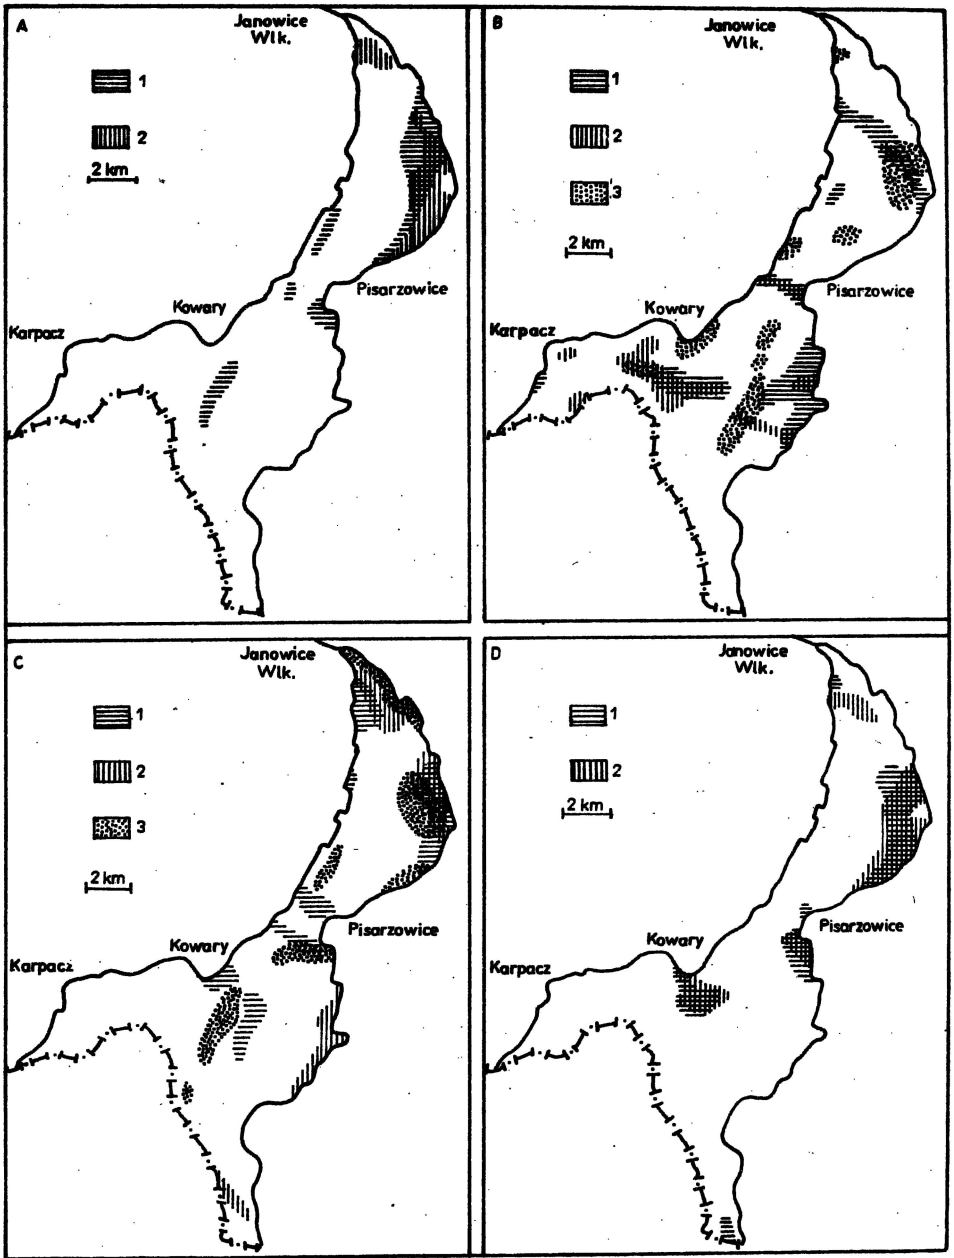 A
Janowice
Wlk.
1
2
2 km
Kowary
Pisarzowice
Karpacz
B
Janowice
Wlk.
1
2
3
2 km
Pisarzowice
Kowary
Karpacz
C
Janowice
Wlk.
1
2
3
2 km
Pisarzowice
Kowary
Karpacz
D
Janowice
Wlk.
1
2
2 km
Pisarzowice
Kowary
Karpacz